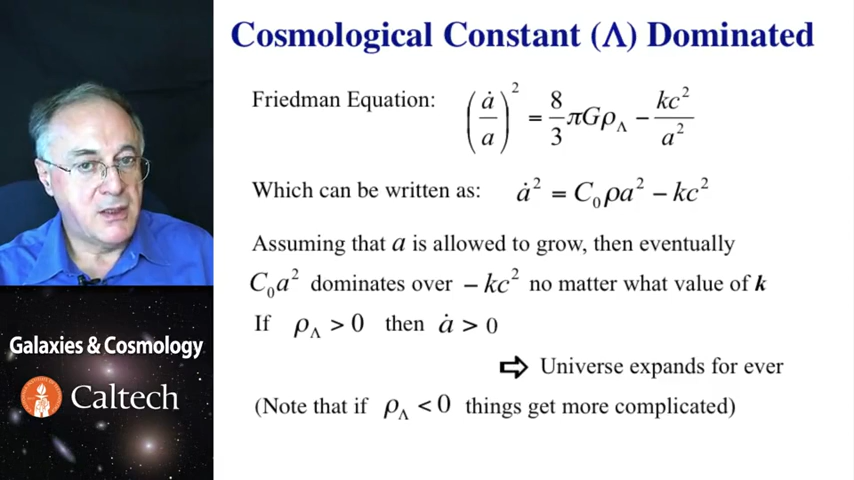 Cosmological Constant (Λ) Dominated
Friedman Equation: (ȧ/a)² = 8/3 πGρ_Λ − kc²/a²
Which can be written as: ȧ² = C₀ρa² − kc²
Assuming that a is allowed to grow, then eventually
C₀a² dominates over − kc² no matter what value of k
If ρ_Λ > 0 then ȧ > 0
⇨ Universe expands for ever
(Note that if ρ_Λ < 0 things get more complicated)
Galaxies & Cosmology
Caltech